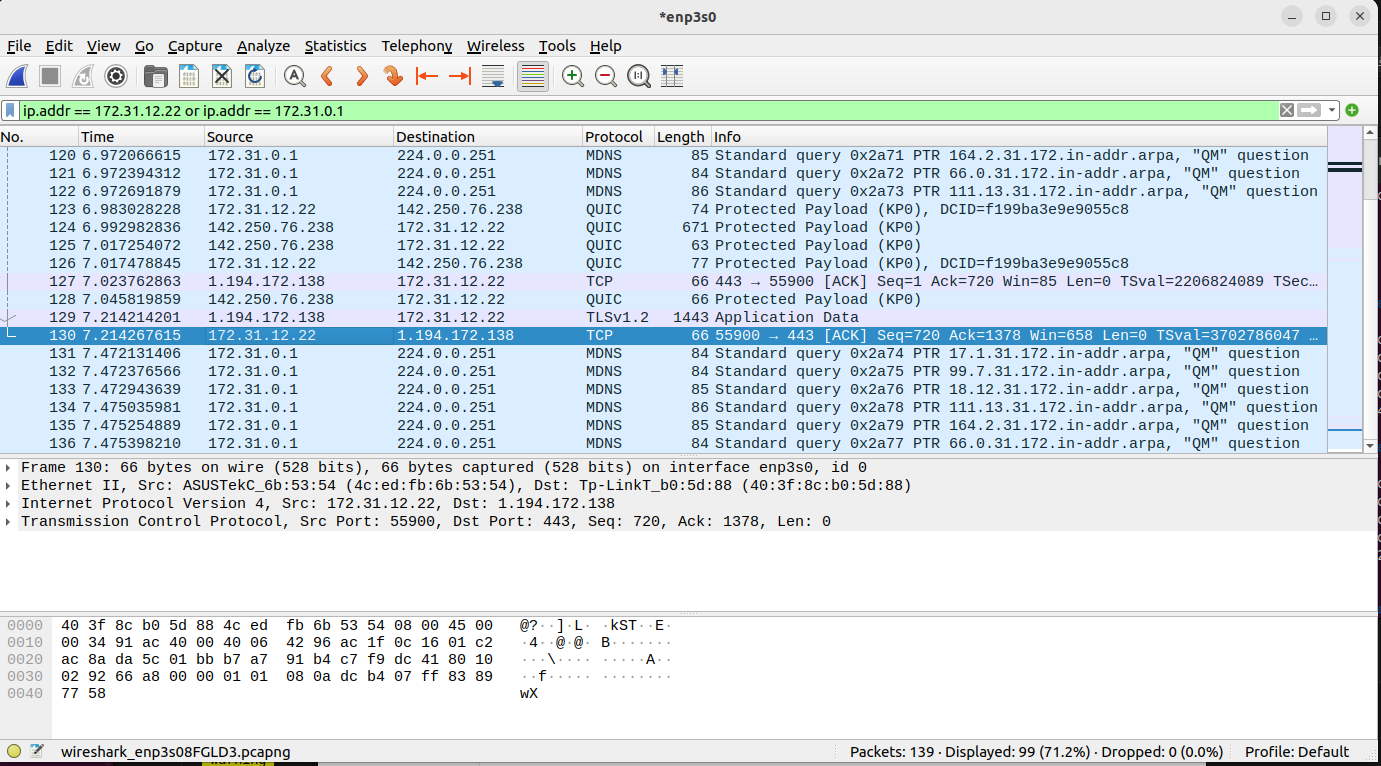 *enp3s0
File Edit View Go Capture Analyze Statistics Telephony Wireless Tools Help
ip.addr == 172.31.12.22 or ip.addr == 172.31.0.1
No. Time Source Destination Protocol Length Info
120 6.972066615 172.31.0.1 224.0.0.251 MDNS 85 Standard query 0x2a71 PTR 164.2.31.172.in-addr.arpa, "QM" question
121 6.972394312 172.31.0.1 224.0.0.251 MDNS 84 Standard query 0x2a72 PTR 66.0.31.172.in-addr.arpa, "QM" question
122 6.972691879 172.31.0.1 224.0.0.251 MDNS 86 Standard query 0x2a73 PTR 111.13.31.172.in-addr.arpa, "QM" question
123 6.983028228 172.31.12.22 142.250.76.238 QUIC 74 Protected Payload (KP0), DCID=f199ba3e9e9055c8
124 6.992982836 142.250.76.238 172.31.12.22 QUIC 671 Protected Payload (KP0)
125 7.017254072 142.250.76.238 172.31.12.22 QUIC 63 Protected Payload (KP0)
126 7.017478845 172.31.12.22 142.250.76.238 QUIC 77 Protected Payload (KP0), DCID=f199ba3e9e9055c8
127 7.023762863 1.194.172.138 172.31.12.22 TCP 66 443 → 55900 [ACK] Seq=1 Ack=720 Win=85 Len=0 TSval=2206824089 TSec…
128 7.045819859 142.250.76.238 172.31.12.22 QUIC 66 Protected Payload (KP0)
129 7.214214201 1.194.172.138 172.31.12.22 TLSv1.2 1443 Application Data
130 7.214267615 172.31.12.22 1.194.172.138 TCP 66 55900 → 443 [ACK] Seq=720 Ack=1378 Win=658 Len=0 TSval=3702786047 …
131 7.472131406 172.31.0.1 224.0.0.251 MDNS 84 Standard query 0x2a74 PTR 17.1.31.172.in-addr.arpa, "QM" question
132 7.472376566 172.31.0.1 224.0.0.251 MDNS 84 Standard query 0x2a75 PTR 99.7.31.172.in-addr.arpa, "QM" question
133 7.472943639 172.31.0.1 224.0.0.251 MDNS 85 Standard query 0x2a76 PTR 18.12.31.172.in-addr.arpa, "QM" question
134 7.475035981 172.31.0.1 224.0.0.251 MDNS 86 Standard query 0x2a78 PTR 111.13.31.172.in-addr.arpa, "QM" question
135 7.475254889 172.31.0.1 224.0.0.251 MDNS 85 Standard query 0x2a79 PTR 164.2.31.172.in-addr.arpa, "QM" question
136 7.475398210 172.31.0.1 224.0.0.251 MDNS 84 Standard query 0x2a77 PTR 66.0.31.172.in-addr.arpa, "QM" question
Frame 130: 66 bytes on wire (528 bits), 66 bytes captured (528 bits) on interface enp3s0, id 0
Ethernet II, Src: ASUSTekC_6b:53:54 (4c:ed:fb:6b:53:54), Dst: Tp-LinkT_b0:5d:88 (40:3f:8c:b0:5d:88)
Internet Protocol Version 4, Src: 172.31.12.22, Dst: 1.194.172.138
Transmission Control Protocol, Src Port: 55900, Dst Port: 443, Seq: 720, Ack: 1378, Len: 0
0000 40 3f 8c b0 5d 88 4c ed fb 6b 53 54 08 00 45 00 @?··]·L· ·kST··E·
0010 00 34 91 ac 40 00 40 06 42 96 ac 1f 0c 16 01 c2 ·4··@·@· B·······
0020 ac 8a da 5c 01 bb b7 a7 91 b4 c7 f9 dc 41 80 10 ···\···· ·····A··
0030 02 92 66 a8 00 00 01 01 08 0a dc b4 07 ff 83 89 ··f····· ········
0040 77 58 wX
wireshark_enp3s08FGLD3.pcapng Packets: 139 · Displayed: 99 (71.2%) · Dropped: 0 (0.0%) Profile: Default